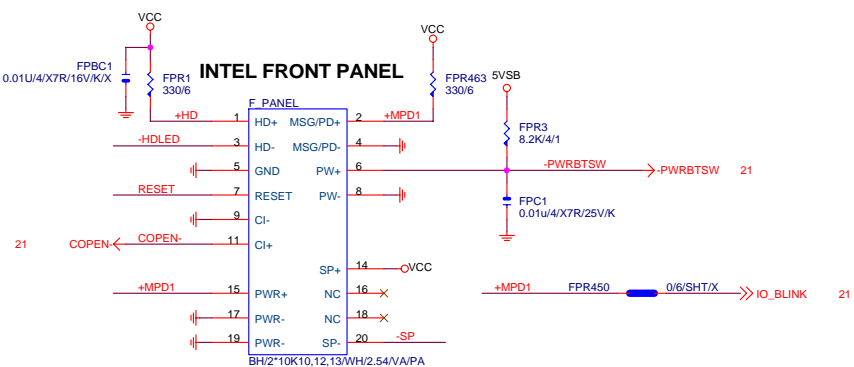 VCC
VCC
FPBC1
0.01U/4/X7R/16V/K/X
FPR1
330/6
INTEL FRONT PANEL
FPR463
330/6
5VSB
F_PANEL
FPR3
8.2K/4/1
+HD 1 HD+ MSG/PD+ 2 +MPD1
-HDLED 3 HD- MSG/PD- 4
5 GND PW+ 6 -PWRBTSW -PWRBTSW 21
RESET 7 RESET PW- 8
FPC1
0.01u/4/X7R/25V/K
9 CI-
21 COPEN- COPEN- 11 CI+
SP+ 14 VCC
+MPD1 15 PWR+ NC 16
+MPD1 FPR450 0/6/SHT/X IO_BLINK 21
17 PWR- NC 18
19 PWR- SP- 20 -SP
BH/2*10K10,12,13/WH/2.54/VA/PA